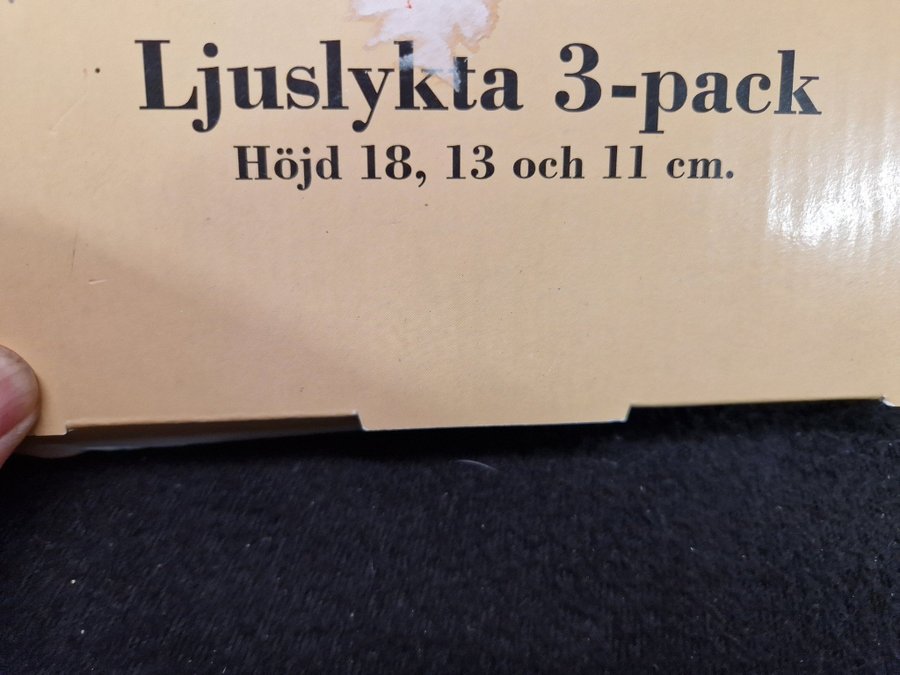 Ljuslykta 3-pack
Höjd 18, 13 och 11 cm.